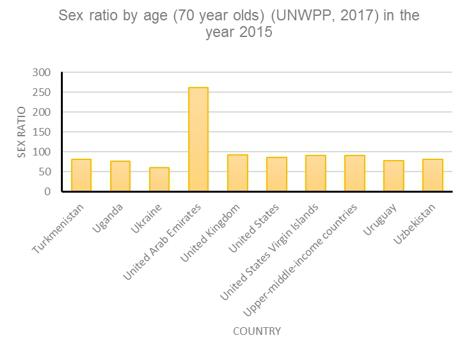 Sex ratio by age (70 year olds) (UNWPP, 2017) in the
year 2015
300
250
200
150
100
50
0
SEX RATIO
Turkmenistan
Uganda
Ukraine
United Arab Emirates
United Kingdom
United States
United States Virgin Islands
Upper-middle-income countries
Uruguay
Uzbekistan
COUNTRY